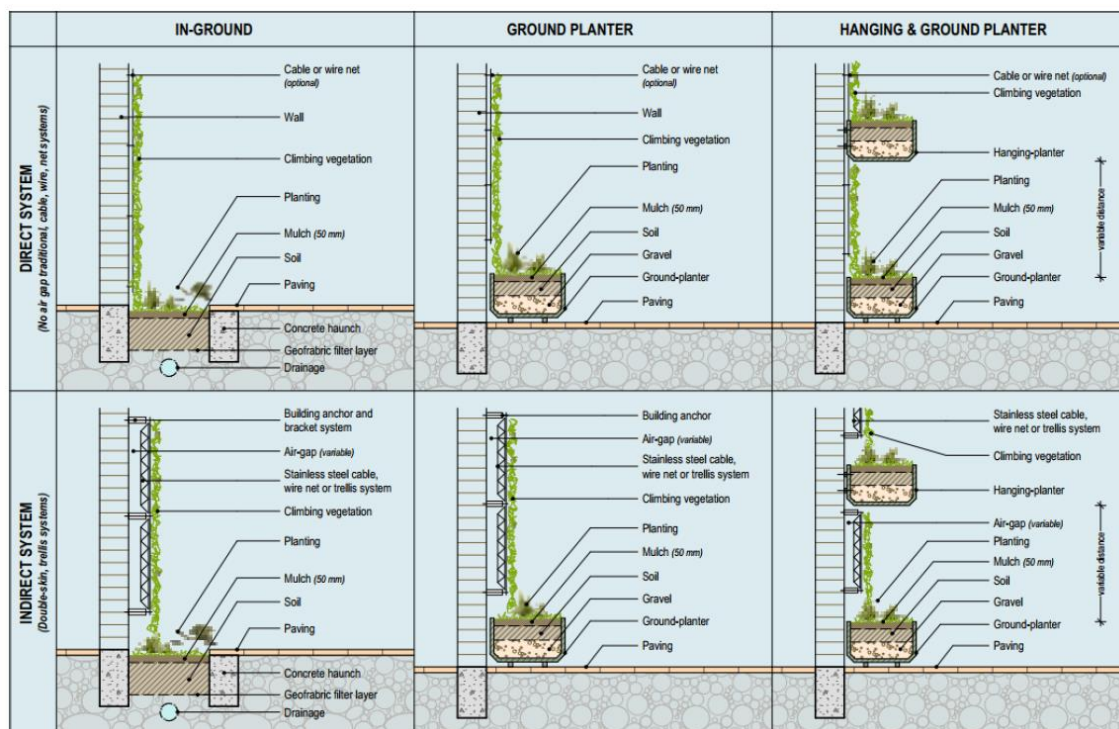 IN-GROUND
GROUND PLANTER
HANGING & GROUND PLANTER
DIRECT SYSTEM
(No air gap traditional, cable, wire, net systems)
Cable or wire net
(optional)
Wall
Climbing vegetation
Planting
Mulch (50 mm)
Soil
Paving
Concrete haunch
Geofabric filter layer
Drainage
Cable or wire net
(optional)
Wall
Climbing vegetation
Planting
Mulch (50 mm)
Soil
Gravel
Ground-planter
Paving
Cable or wire net (optional)
Climbing vegetation
Hanging-planter
Planting
Mulch (50 mm)
Soil
Gravel
Ground-planter
Paving
variable distance
INDIRECT SYSTEM
(Double-skin, trellis systems)
Building anchor and
bracket system
Air-gap (variable)
Stainless steel cable,
wire net or trellis system
Climbing vegetation
Planting
Mulch (50 mm)
Soil
Paving
Concrete haunch
Geofabric filter layer
Drainage
Building anchor
Air-gap (variable)
Stainless steel cable,
wire net or trellis system
Climbing vegetation
Planting
Mulch (50 mm)
Soil
Gravel
Ground-planter
Paving
Stainless steel cable,
wire net or trellis system
Climbing vegetation
Hanging-planter
Air-gap (variable)
Planting
Mulch (50 mm)
Soil
Gravel
Ground-planter
Paving
variable distance